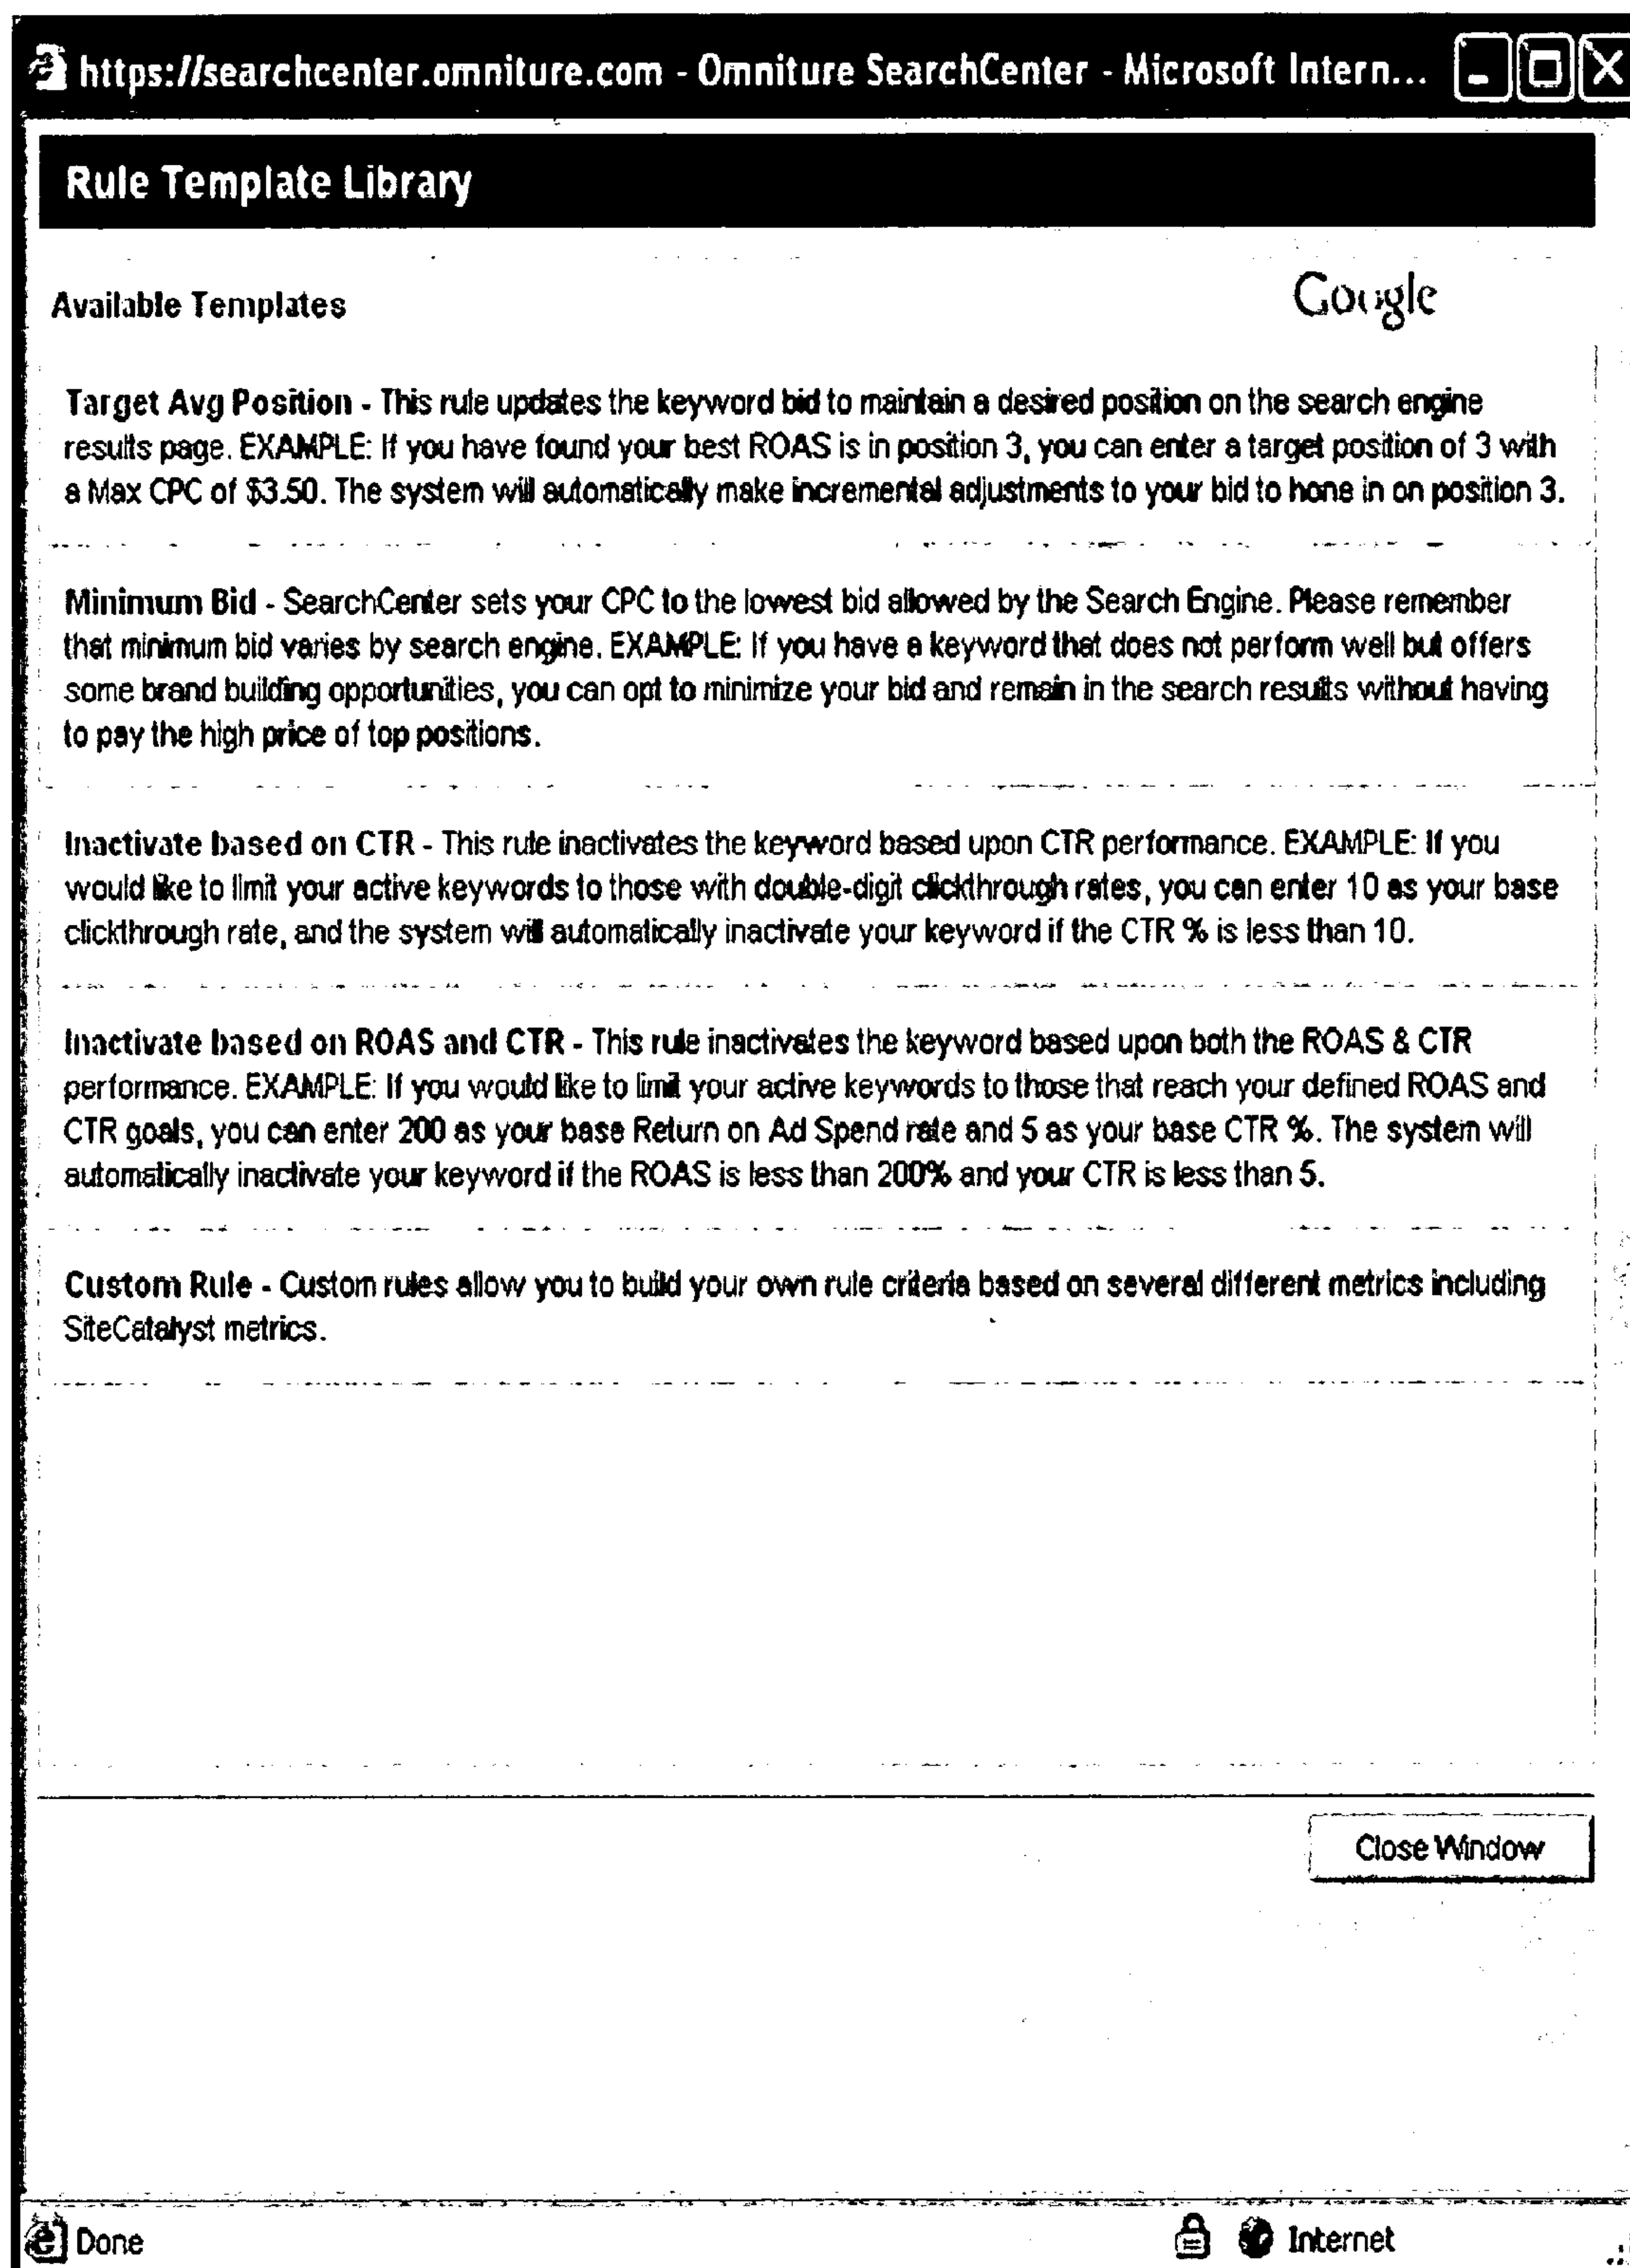 https://searchcenter.omniture.com - Omniture SearchCenter - Microsoft Intern...
Rule Template Library
Available Templates
Google
Target Avg Position - This rule updates the keyword bid to maintain a desired position on the search engine
results page. EXAMPLE: If you have found your best ROAS is in position 3, you can enter a target position of 3 with
a Max CPC of $3.50. The system will automatically make incremental adjustments to your bid to hone in on position 3.
Minimum Bid - SearchCenter sets your CPC to the lowest bid allowed by the Search Engine. Please remember
that minimum bid varies by search engine. EXAMPLE: If you have a keyword that does not perform well but offers
some brand building opportunities, you can opt to minimize your bid and remain in the search results without having
to pay the high price of top positions.
Inactivate based on CTR - This rule inactivates the keyword based upon CTR performance. EXAMPLE: If you
would like to limit your active keywords to those with double-digit clickthrough rates, you can enter 10 as your base
clickthrough rate, and the system will automatically inactivate your keyword if the CTR % is less than 10.
Inactivate based on ROAS and CTR - This rule inactivates the keyword based upon both the ROAS & CTR
performance. EXAMPLE: If you would like to limit your active keywords to those that reach your defined ROAS and
CTR goals, you can enter 200 as your base Return on Ad Spend rate and 5 as your base CTR %. The system will
automatically inactivate your keyword if the ROAS is less than 200% and your CTR is less than 5.
Custom Rule - Custom rules allow you to build your own rule criteria based on several different metrics including
SiteCatalyst metrics.
Close Window
Done
Internet